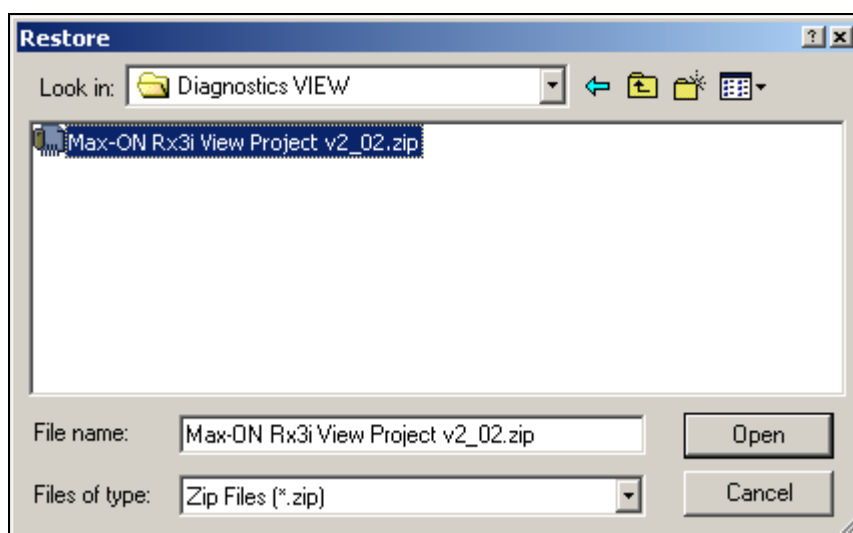 Restore
Look in: Diagnostics VIEW
Max-ON Rx3i View Project v2_02.zip
File name: Max-ON Rx3i View Project v2_02.zip Open
Files of type: Zip Files (*.zip) Cancel